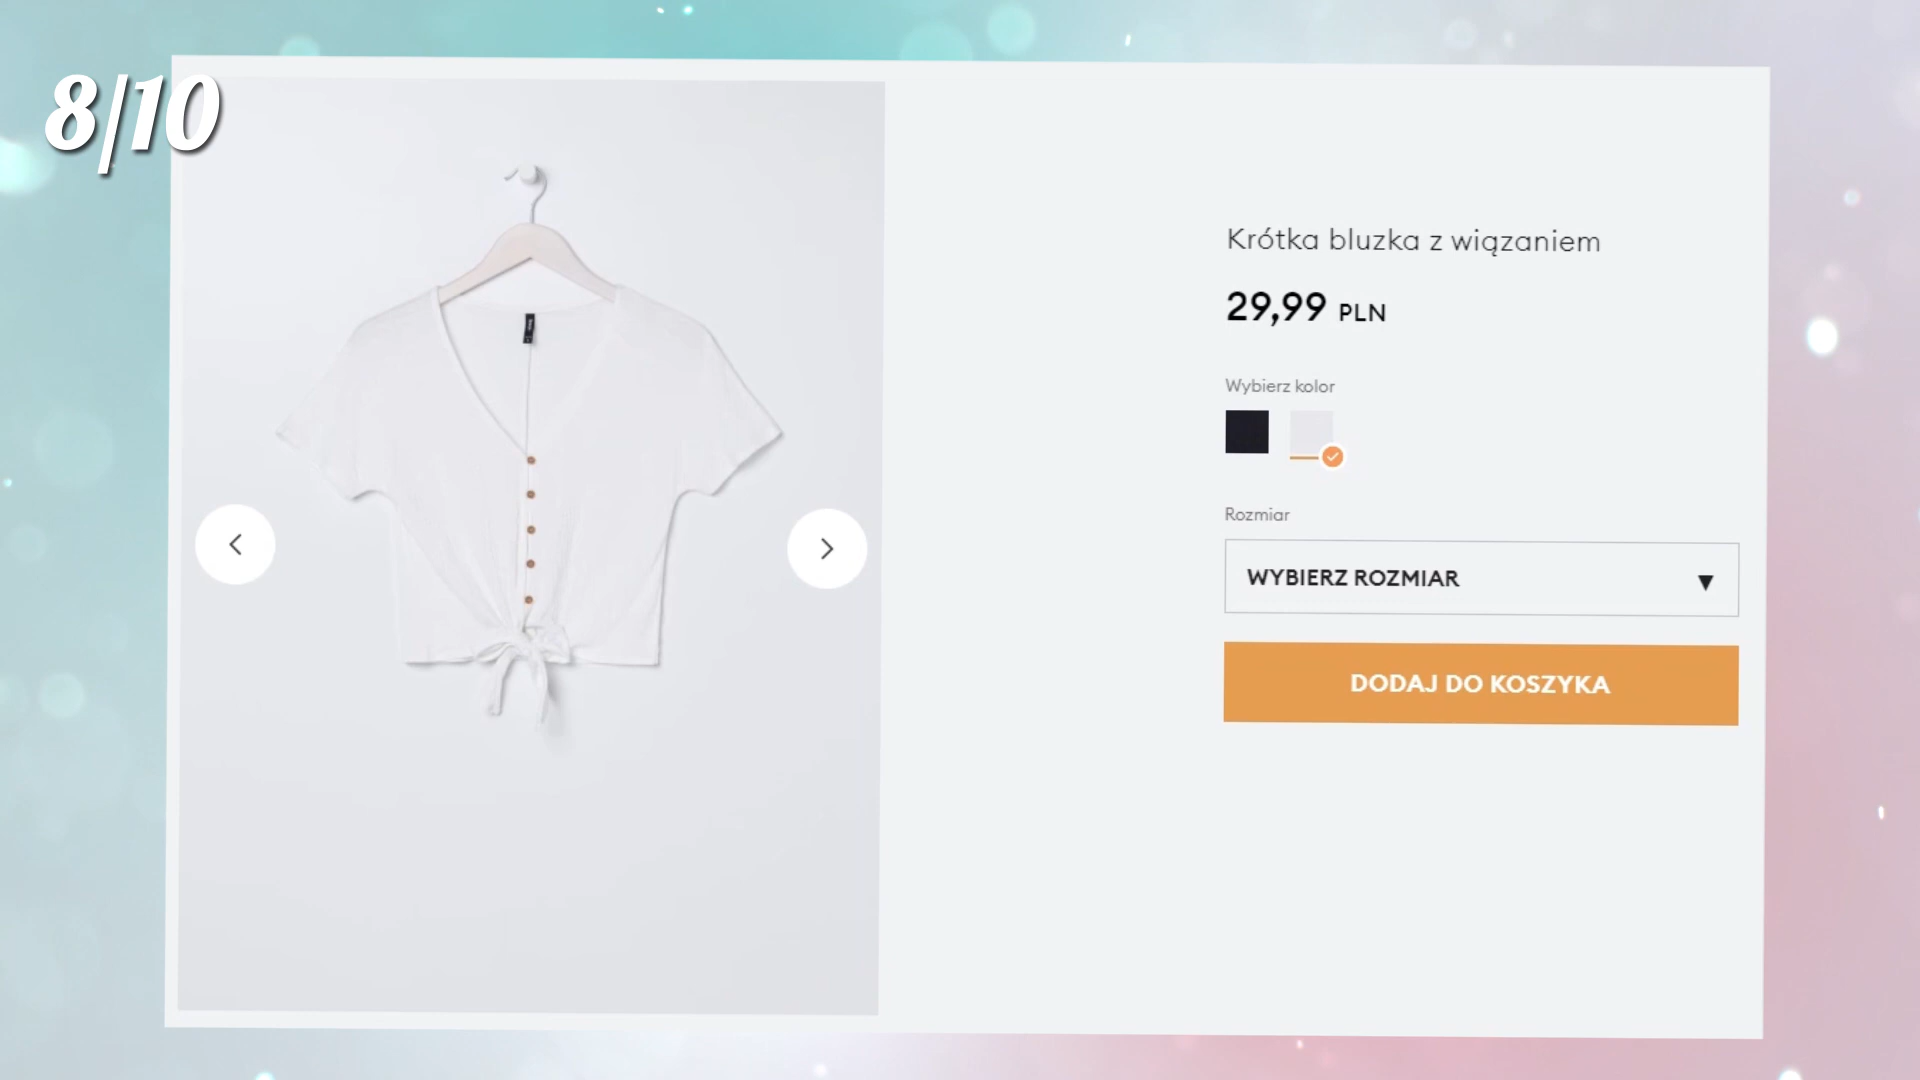 8/10
Krótka bluzka z wiązaniem
29,99 PLN
Wybierz kolor
Rozmiar
WYBIERZ ROZMIAR
DODAJ DO KOSZYKA